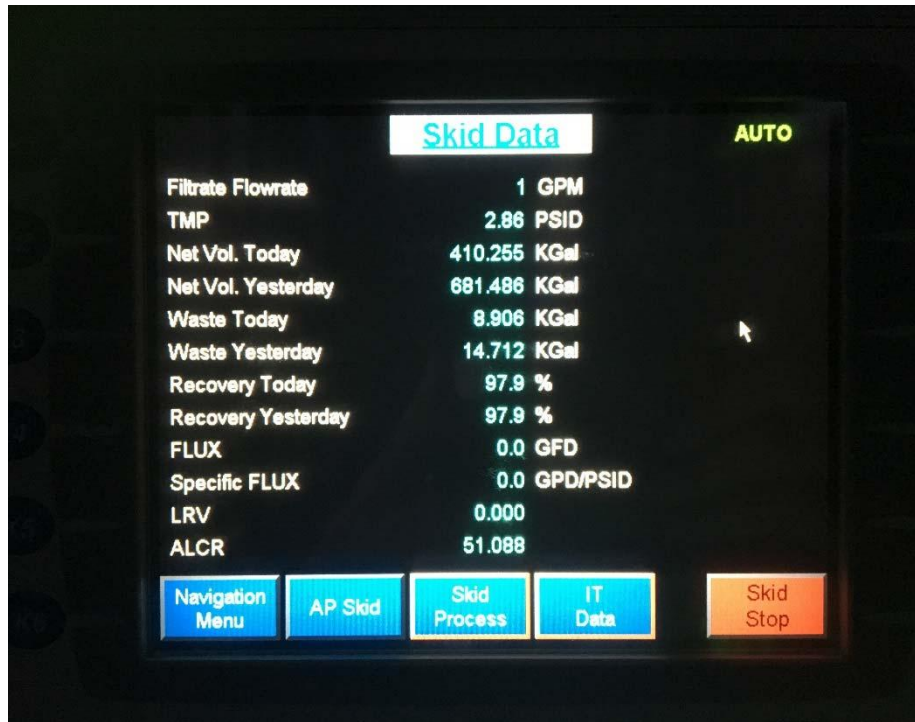 Skid Data
AUTO
Filtrate Flowrate 1 GPM
TMP 2.86 PSID
Net Vol. Today 410.255 KGal
Net Vol. Yesterday 681.486 KGal
Waste Today 8.906 KGal
Waste Yesterday 14.712 KGal
Recovery Today 97.9 %
Recovery Yesterday 97.9 %
FLUX 0.0 GFD
Specific FLUX 0.0 GPD/PSID
LRV 0.000
ALCR 51.088
Navigation Menu
AP Skid
Skid Process
IT Data
Skid Stop